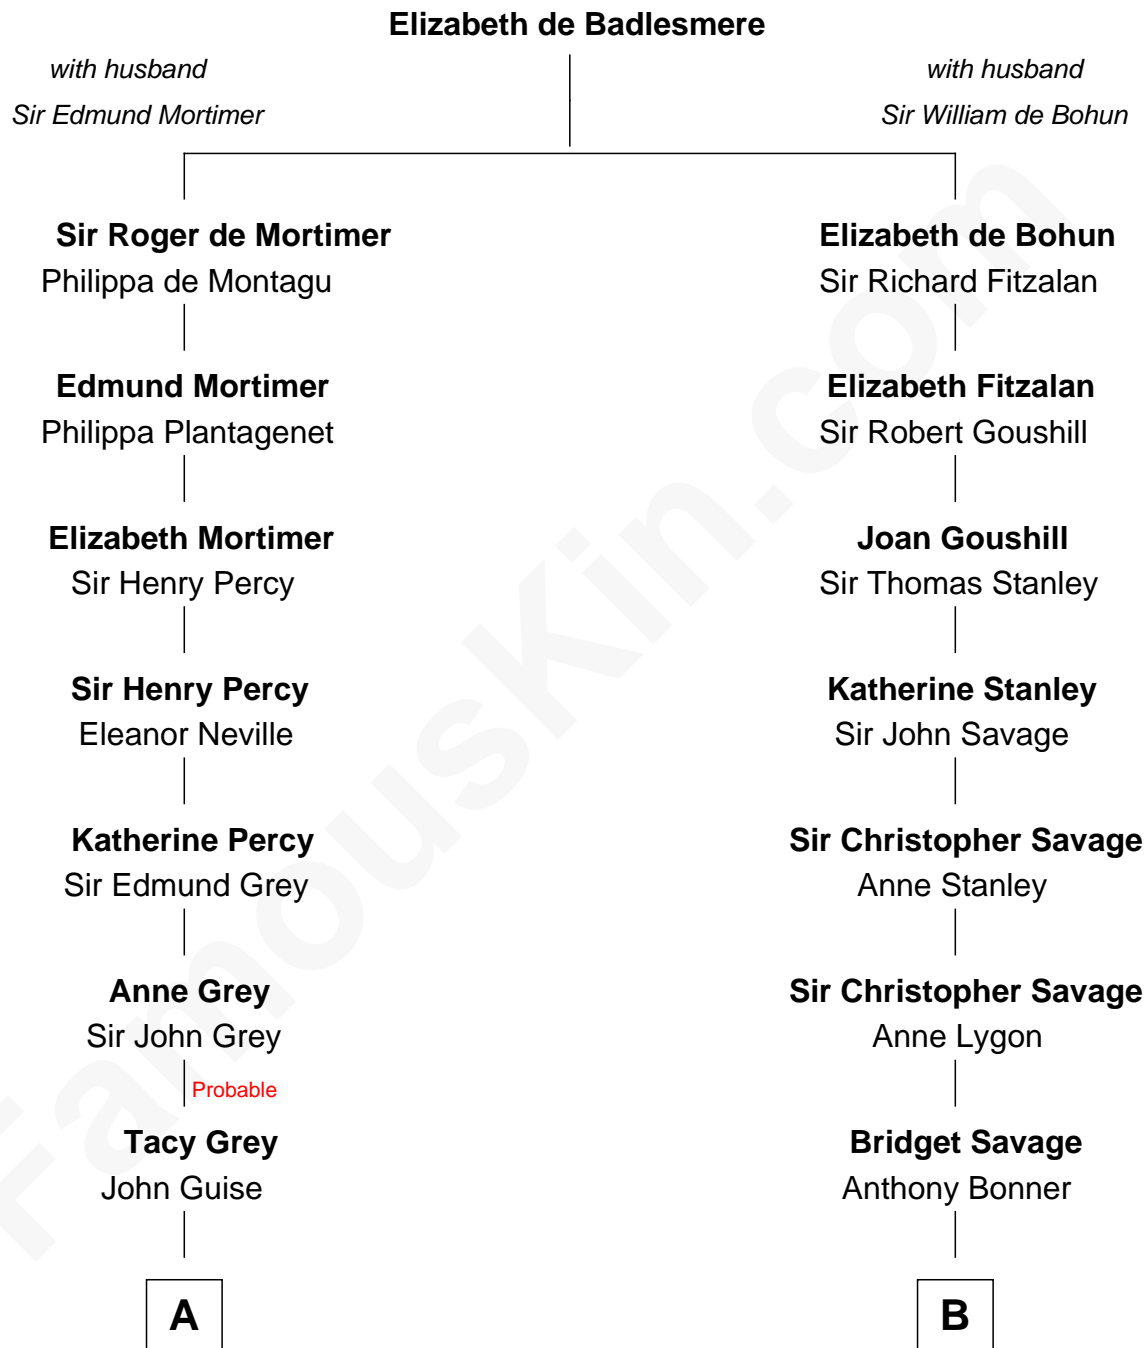 Elizabeth de Badlesmere
with husband
Sir Edmund Mortimer
with husband
Sir William de Bohun
Sir Roger de Mortimer
Philippa de Montagu
Elizabeth de Bohun
Sir Richard Fitzalan
Edmund Mortimer
Philippa Plantagenet
Elizabeth Fitzalan
Sir Robert Goushill
Elizabeth Mortimer
Sir Henry Percy
Joan Goushill
Sir Thomas Stanley
Sir Henry Percy
Eleanor Neville
Katherine Stanley
Sir John Savage
Katherine Percy
Sir Edmund Grey
Sir Christopher Savage
Anne Stanley
Anne Grey
Sir John Grey
Sir Christopher Savage
Anne Lygon
Probable
Tacy Grey
John Guise
Bridget Savage
Anthony Bonner
A
B
FamousKin.com